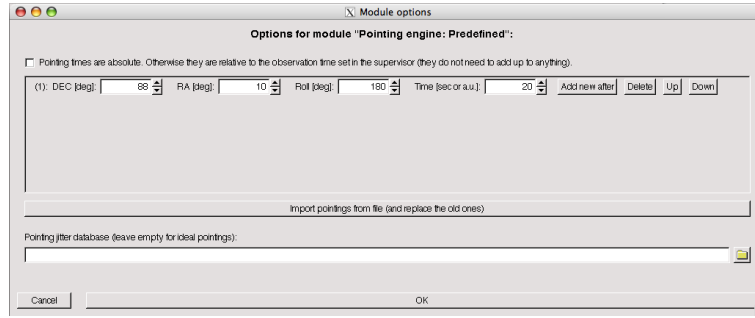 Module options
Options for module "Pointing engine: Predefined":
Pointing times are absolute. Otherwise they are relative to the observation time set in the supervisor (they do not need to add up to anything).
(1): DEC [deg]: 88 RA [deg]: 10 Roll [deg]: 180 Time [sec or a.u.]: 20 Add new after Delete Up Down
Import pointings from file (and replace the old ones)
Pointing jitter database (leave empty for ideal pointings):
Cancel OK